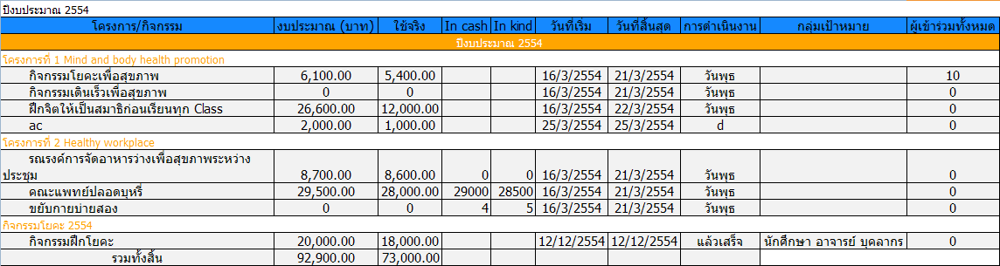 ปีงบประมาณ 2554
โครงการ/กิจกรรม งบประมาณ (บาท) ใช้จริง In cash In kind วันที่เริ่ม วันที่สิ้นสุด การดำเนินงาน กลุ่มเป้าหมาย ผู้เข้าร่วมทั้งหมด
ปีงบประมาณ 2554
โครงการที่ 1 Mind and body health promotion
กิจกรรมโยคะเพื่อสุขภาพ 6,100.00 5,400.00 16/3/2554 21/3/2554 วันพุธ 10
กิจกรรมเดินเร็วเพื่อสุขภาพ 0 0 16/3/2554 21/3/2554 วันพุธ 0
ฝึกจิตให้เป็นสมาธิก่อนเรียนทุก Class 26,600.00 12,000.00 16/3/2554 22/3/2554 วันพุธ 0
ac 2,000.00 1,000.00 25/3/2554 25/3/2554 d 0
โครงการที่ 2 Healthy workplace
รณรงค์การจัดอาหารว่างเพื่อสุขภาพระหว่าง
ประชุม 8,700.00 8,600.00 0 0 16/3/2554 21/3/2554 วันพุธ 0
คณะแพทย์ปลอดบุหรี่ 29,500.00 28,000.00 29000 28500 16/3/2554 21/3/2554 วันพุธ 0
ขยับกายบ่ายสอง 0 0 4 5 16/3/2554 21/3/2554 วันพุธ 0
กิจกรรมโยคะ 2554
กิจกรรมฝึกโยคะ 20,000.00 18,000.00 12/12/2554 12/12/2554 แล้วเสร็จ นักศึกษา อาจารย์ บุคลากร 0
รวมทั้งสิ้น 92,900.00 73,000.00